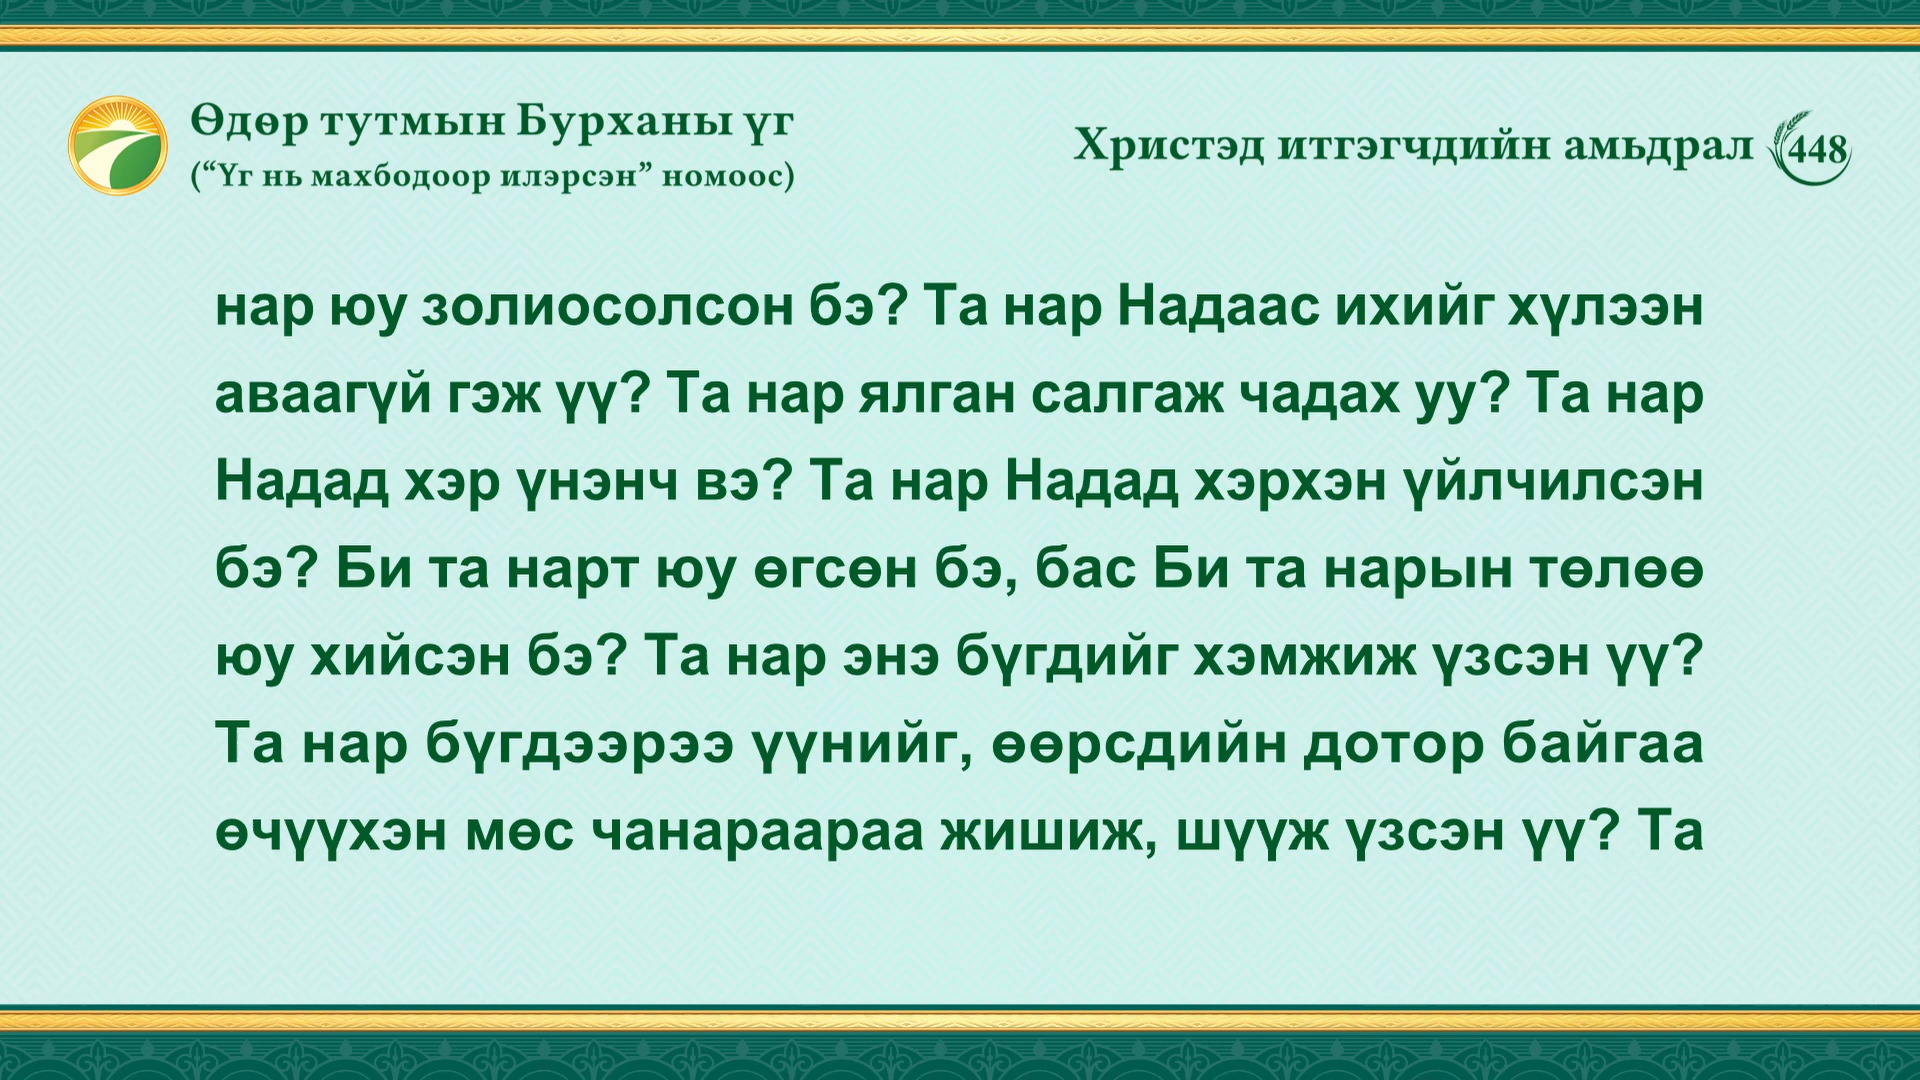 Өдөр тутмын Бурханы үг
(“Үг нь махбодоор илэрсэн” номоос)
Христэд итгэгчдийн амьдрал 448
нар юу золиосолсон бэ? Та нар Надаас ихийг хүлээн
аваагүй гэж үү? Та нар ялган салгаж чадах уу? Та нар
Надад хэр үнэнч вэ? Та нар Надад хэрхэн үйлчилсэн
бэ? Би та нарт юу өгсөн бэ, бас Би та нарын төлөө
юу хийсэн бэ? Та нар энэ бүгдийг хэмжиж үзсэн үү?
Та нар бүгдээрээ үүнийг, өөрсдийн дотор байгаа
өчүүхэн мөс чанараараа жишиж, шүүж үзсэн үү? Та